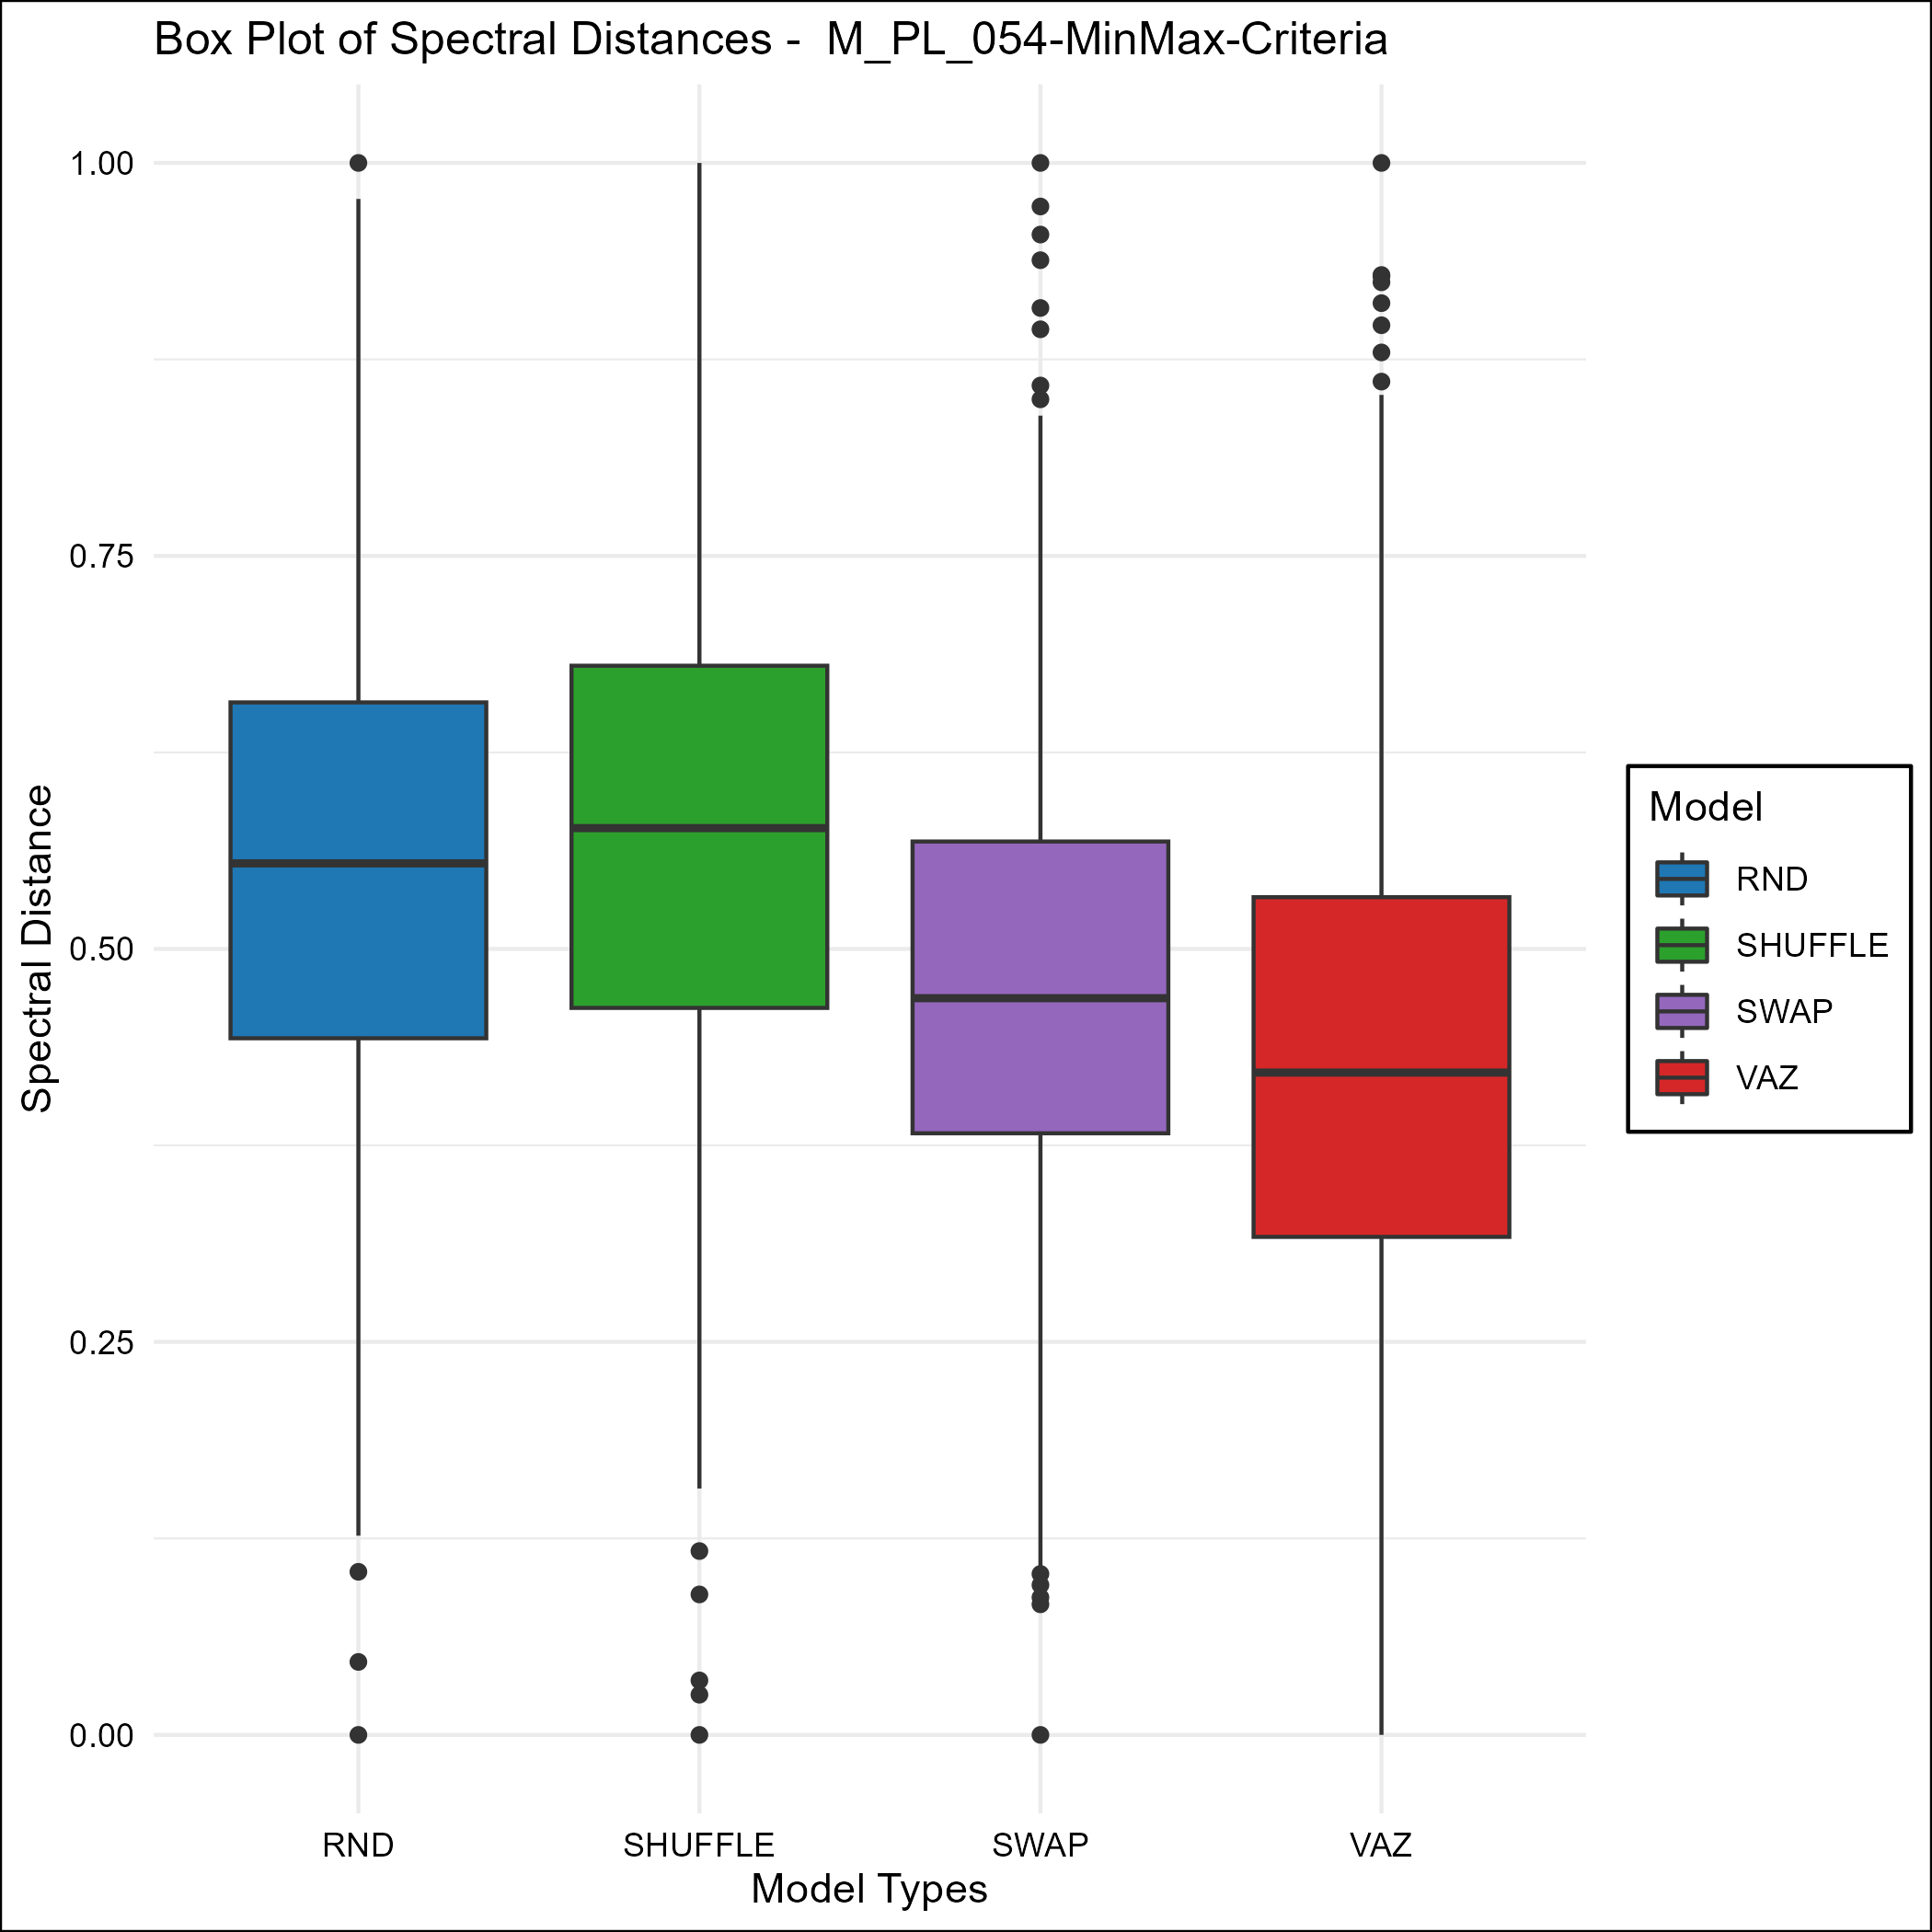 Box Plot of Spectral Distances -  M_PL_054-MinMax-Criteria
1.00
0.75
0.50
0.25
0.00
Spectral Distance
RND
SHUFFLE
SWAP
VAZ
Model Types
Model
RND
SHUFFLE
SWAP
VAZ